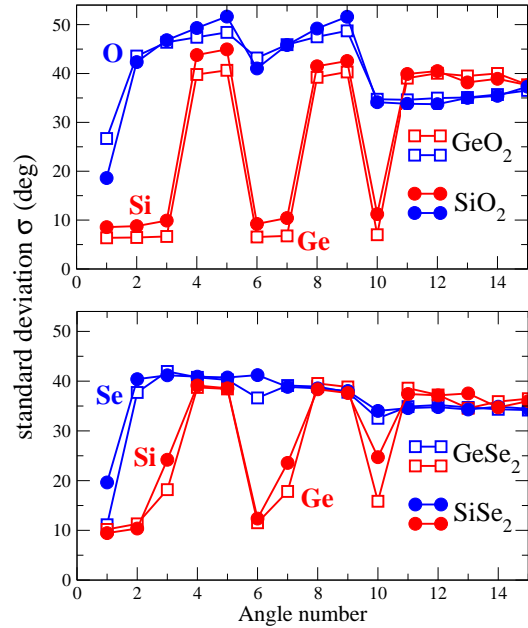 50
40
30
20
10
0
O
Si
Ge
GeO2
SiO2
0 2 4 6 8 10 12 14
standard deviation σ (deg)
50
40
30
20
10
0
Se
Si
Ge
GeSe2
SiSe2
0 2 4 6 8 10 12 14
Angle number